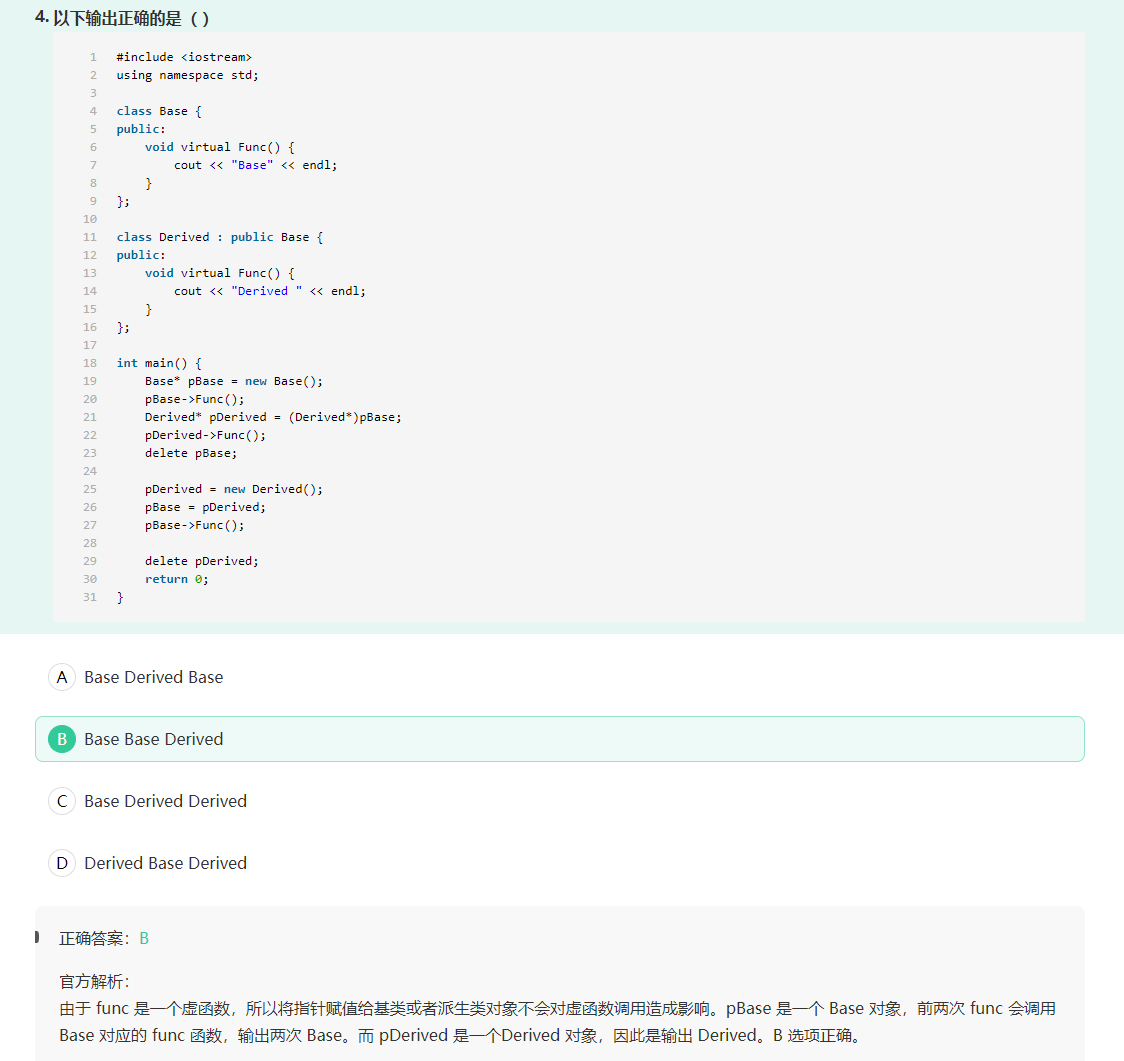 4. 以下输出正确的是（ ）
1 #include <iostream>
2 using namespace std;
3
4 class Base {
5 public:
6     void virtual Func() {
7         cout << "Base" << endl;
8     }
9 };
10
11 class Derived : public Base {
12 public:
13     void virtual Func() {
14         cout << "Derived " << endl;
15     }
16 };
17
18 int main() {
19     Base* pBase = new Base();
20     pBase->Func();
21     Derived* pDerived = (Derived*)pBase;
22     pDerived->Func();
23     delete pBase;
24
25     pDerived = new Derived();
26     pBase = pDerived;
27     pBase->Func();
28
29     delete pDerived;
30     return 0;
31 }
A Base Derived Base
B Base Base Derived
C Base Derived Derived
D Derived Base Derived
正确答案：B
官方解析：
由于 func 是一个虚函数，所以将指针赋值给基类或者派生类对象不会对虚函数调用造成影响。pBase 是一个 Base 对象，前两次 func 会调用
Base 对应的 func 函数，输出两次 Base。而 pDerived 是一个Derived 对象，因此是输出 Derived。B 选项正确。